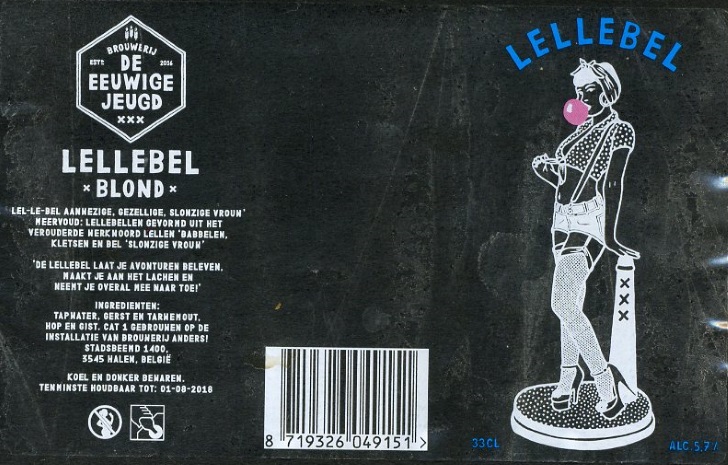 BROUWERIJ
ESTD 2016
DE
EEUWIGE
JEUGD
×××
LELLEBEL
× BLOND ×
LEL-LE-BEL AANWEZIGE, GEZELLIGE, SLONZIGE VROUW'
MEERVOUD: LELLEBELLEN GEVORMD UIT HET
VEROUDERDE WERKWOORD LELLEN 'BABBELEN,
KLETSEN EN BEL 'SLONZIGE VROUW'
'DE LELLEBEL LAAT JE AVONTUREN BELEVEN,
MAAKT JE AAN HET LACHEN EN
NEEMT JE OVERAL MEE NAAR TOE!'
INGREDIENTEN:
TAPWATER, GERST EN TARWEMOUT,
HOP EN GIST. CAT 1 GEBROUWEN OP DE
INSTALLATIE VAN BROUWERIJ ANDERS!
STADSBEEMD 1400,
3545 HALEN, BELGIË
KOEL EN DONKER BEWAREN.
TENMINSTE HOUDBAAR TOT: 01-08-2018
8 719326 049151 >
LELLEBEL
×××
33CL
ALC.5.7%